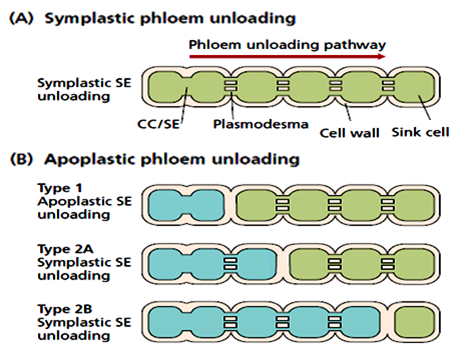 (A) Symplastic phloem unloading
Phloem unloading pathway
Symplastic SE
unloading
CC/SE
Plasmodesma
Cell wall
Sink cell
(B) Apoplastic phloem unloading
Type 1
Apoplastic SE
unloading
Type 2A
Symplastic SE
unloading
Type 2B
Symplastic SE
unloading